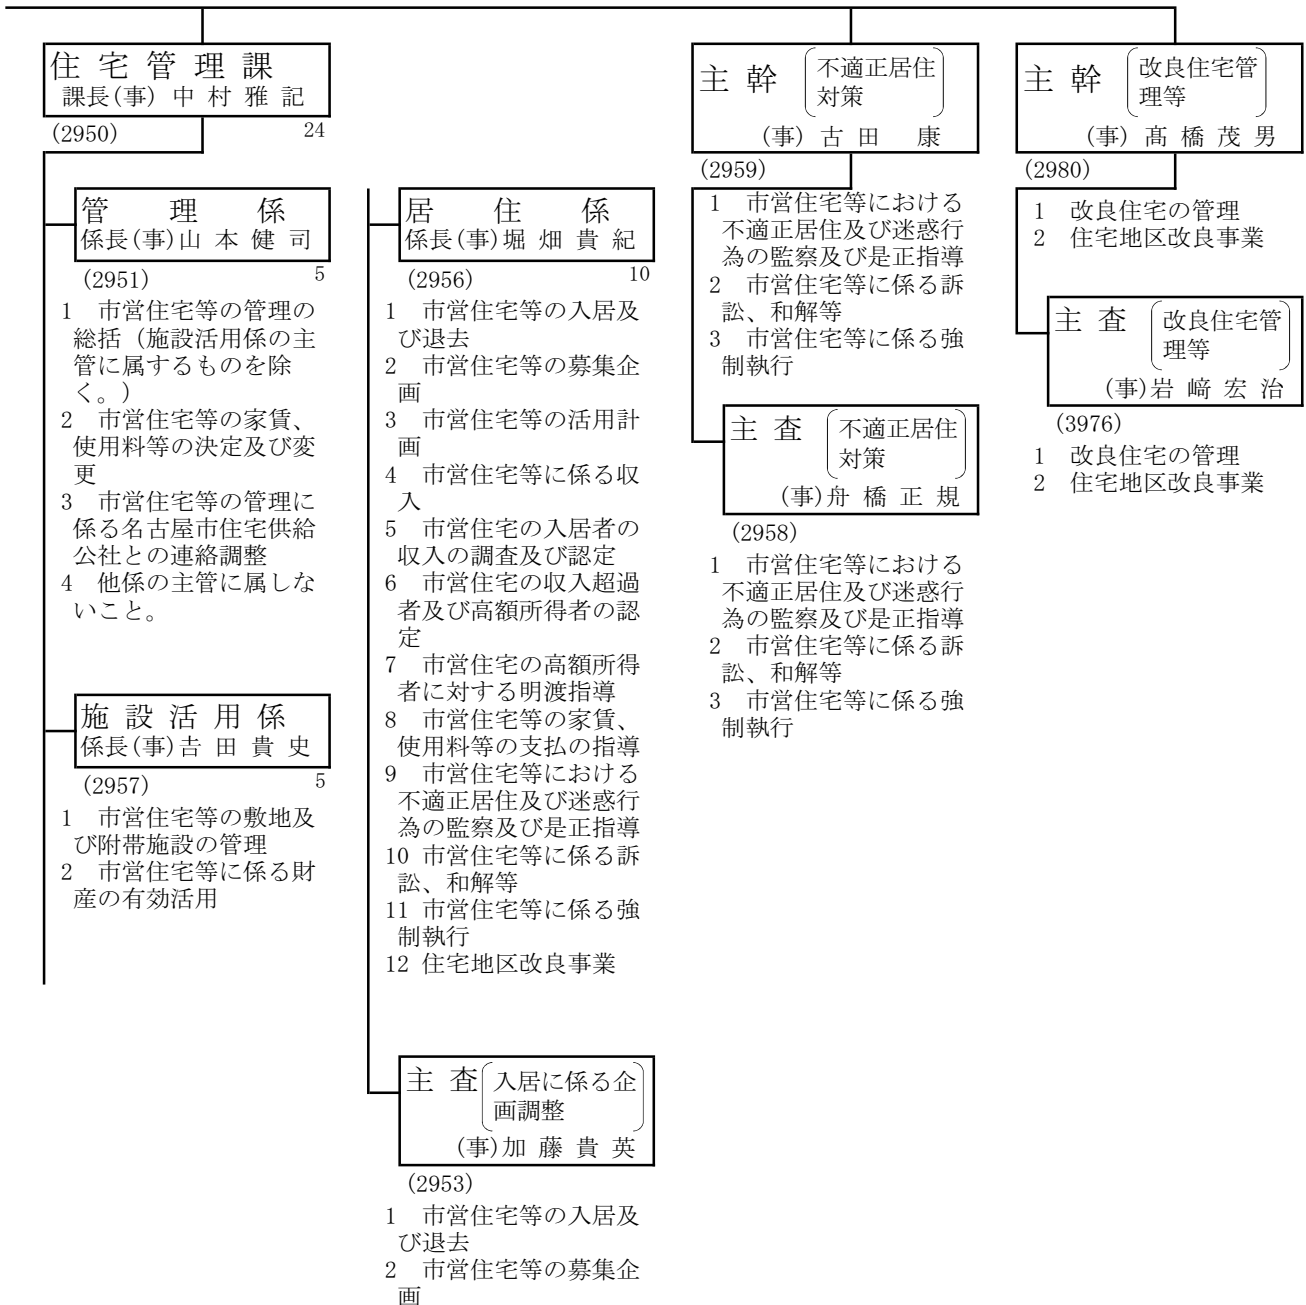 住宅管理課
課長(事) 中村雅記
(2950) 24
管理係
係長(事)山本健司
(2951) 5
1 市営住宅等の管理の
総括（施設活用係の主
管に属するものを除
く。）
2 市営住宅等の家賃、
使用料等の決定及び変
更
3 市営住宅等の管理に
係る名古屋市住宅供給
公社との連絡調整
4 他係の主管に属しな
いこと。
施設活用係
係長(事)𠮷田貴史
(2957) 5
1 市営住宅等の敷地及
び附帯施設の管理
2 市営住宅等に係る財
産の有効活用
居住係
係長(事)堀畑貴紀
(2956) 10
1 市営住宅等の入居及
び退去
2 市営住宅等の募集企
画
3 市営住宅等の活用計
画
4 市営住宅等に係る収
入
5 市営住宅の入居者の
収入の調査及び認定
6 市営住宅の収入超過
者及び高額所得者の認
定
7 市営住宅の高額所得
者に対する明渡指導
8 市営住宅等の家賃、
使用料等の支払の指導
9 市営住宅等における
不適正居住及び迷惑行
為の監察及び是正指導
10 市営住宅等に係る訴
訟、和解等
11 市営住宅等に係る強
制執行
12 住宅地区改良事業
主査 入居に係る企
画調整
(事)加藤貴英
(2953)
1 市営住宅等の入居及
び退去
2 市営住宅等の募集企
画
主幹 不適正居住
対策
(事) 古田 康
(2959)
1 市営住宅等における
不適正居住及び迷惑行
為の監察及び是正指導
2 市営住宅等に係る訴
訟、和解等
3 市営住宅等に係る強
制執行
主査 不適正居住
対策
(事)舟橋正規
(2958)
1 市営住宅等における
不適正居住及び迷惑行
為の監察及び是正指導
2 市営住宅等に係る訴
訟、和解等
3 市営住宅等に係る強
制執行
主幹 改良住宅管
理等
(事) 髙橋茂男
(2980)
1 改良住宅の管理
2 住宅地区改良事業
主査 改良住宅管
理等
(事)岩﨑宏治
(3976)
1 改良住宅の管理
2 住宅地区改良事業